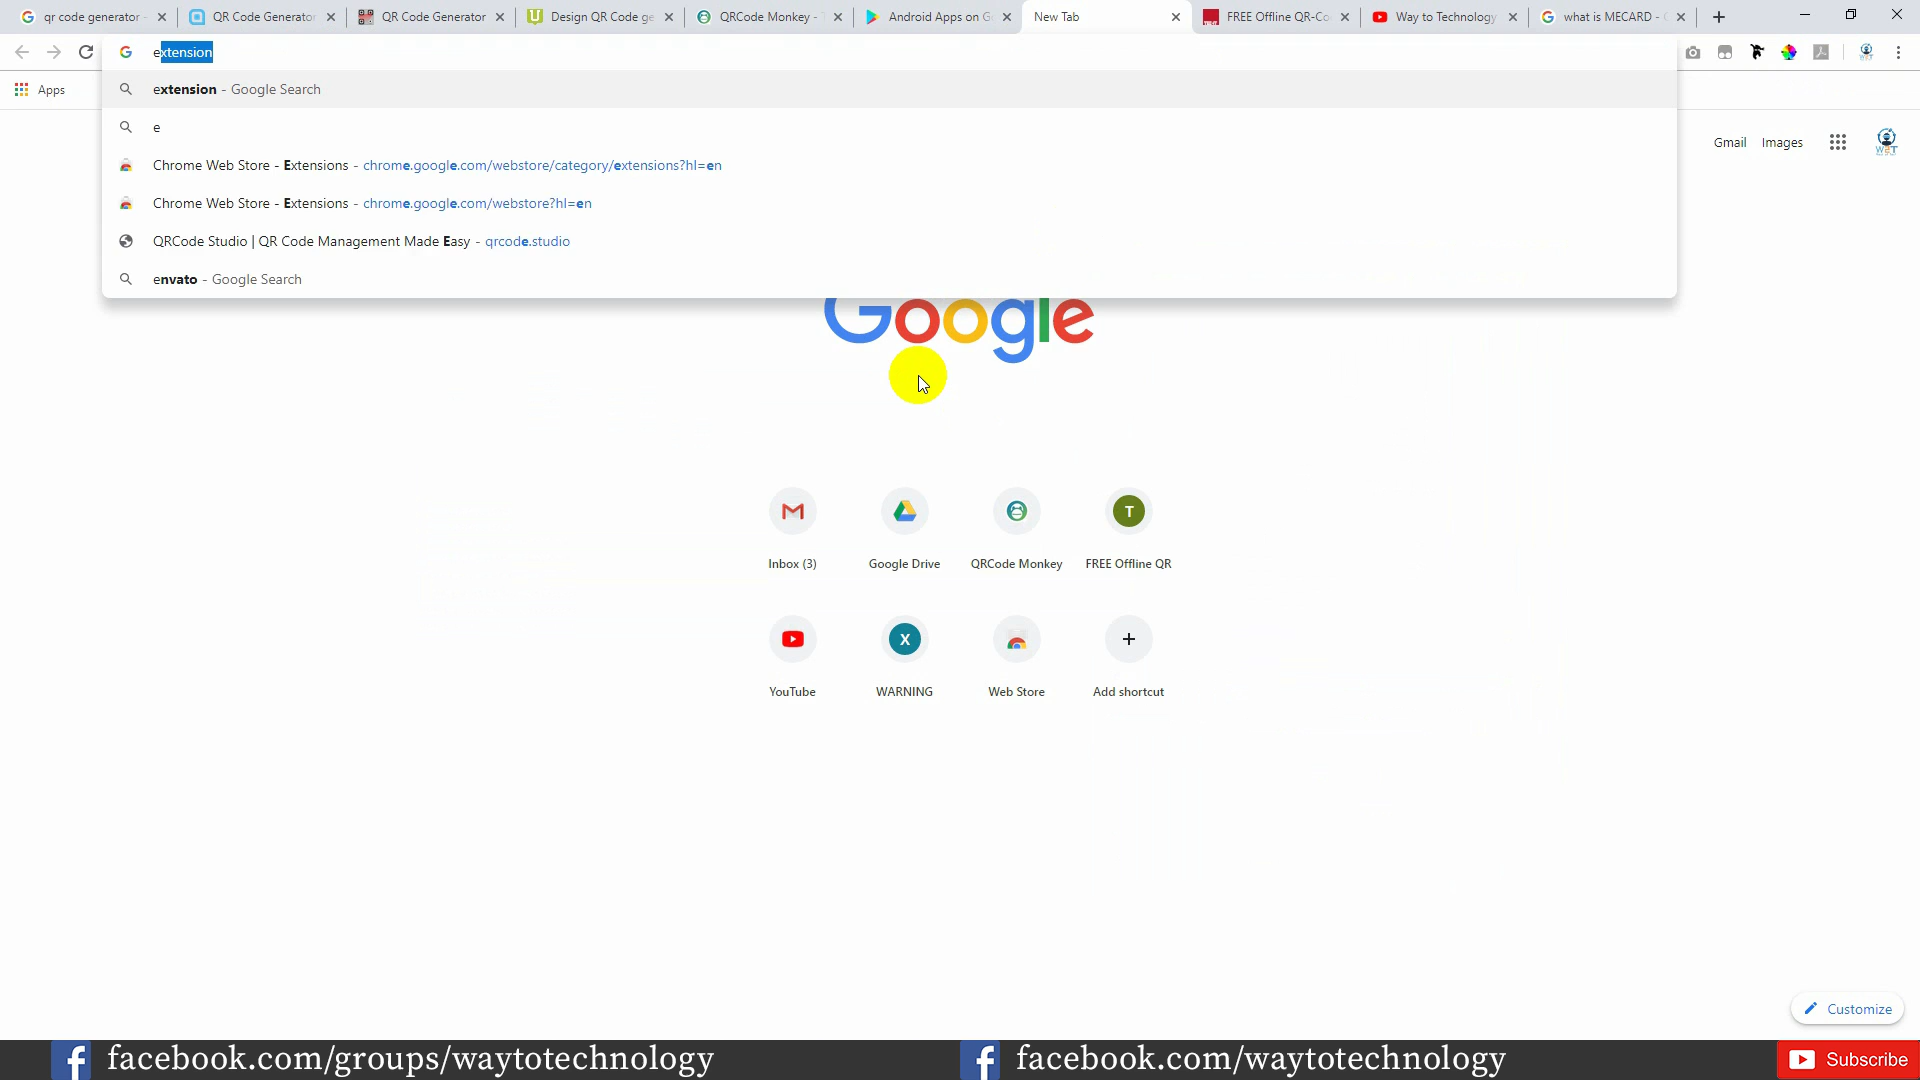 qr code generator -
QR Code Generator
QR Code Generator
Design QR Code ge
QRCode Monkey -
Android Apps on G
New Tab
FREE Offline QR-Co
Way to Technology
what is MECARD -
extension
Apps
extension - Google Search
e
Chrome Web Store - Extensions - chrome.google.com/webstore/category/extensions?hl=en
Chrome Web Store - Extensions - chrome.google.com/webstore?hl=en
QRCode Studio | QR Code Management Made Easy - qrcode.studio
envato - Google Search
Gmail Images
Google
T
Inbox (3) Google Drive QRCode Monkey FREE Offline QR
X
YouTube WARNING Web Store Add shortcut
Customize
facebook.com/groups/waytotechnology facebook.com/waytotechnology Subscribe